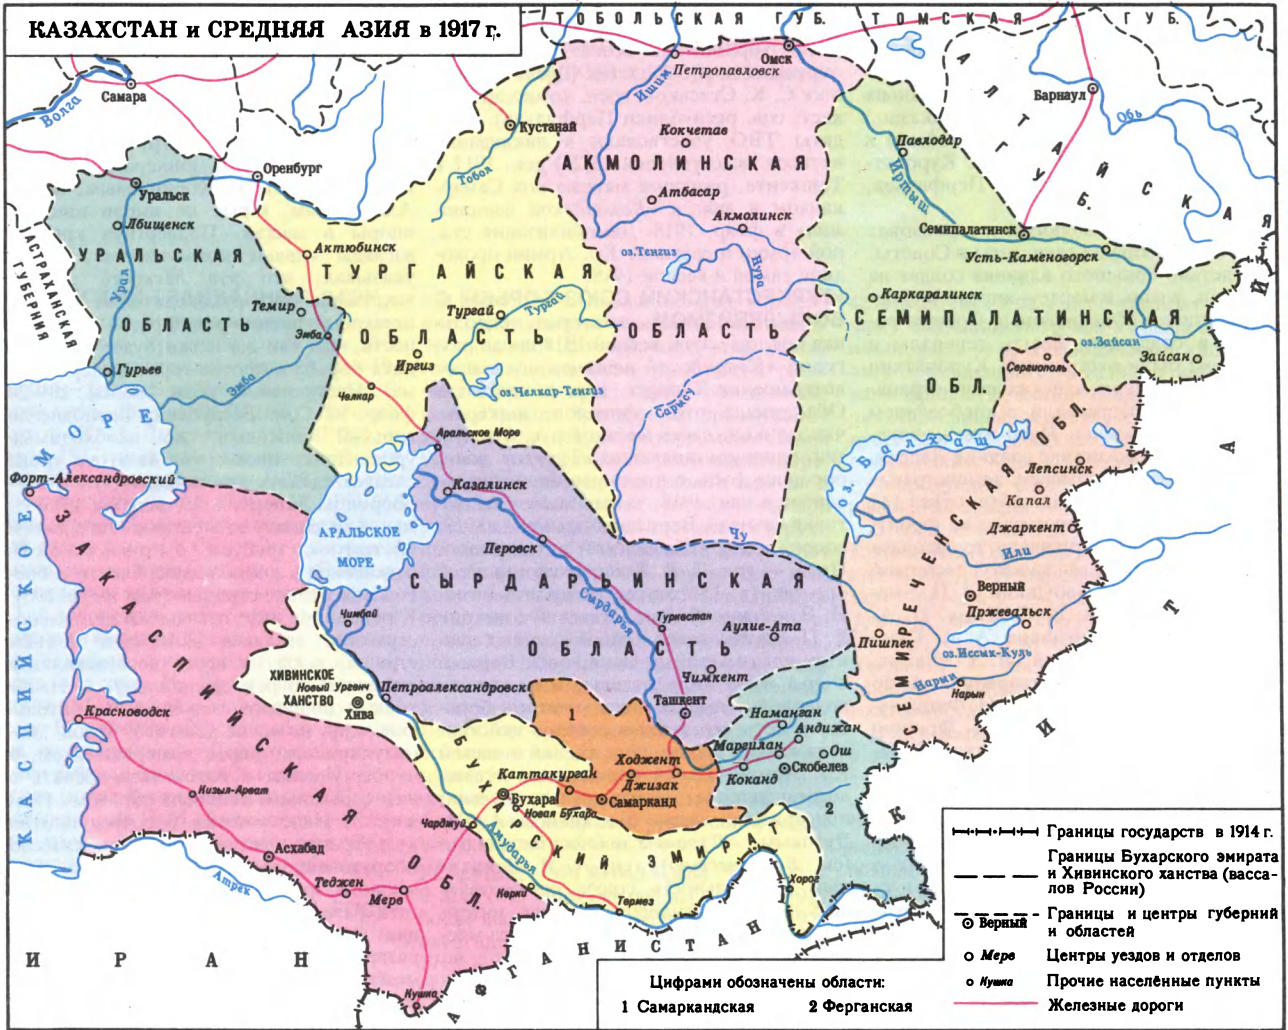 КАЗАХСТАН и СРЕДНЯЯ АЗИЯ в 1917 г.
ТОБОЛЬСКАЯ ГУБ.
ТОМСКАЯ ГУБ.
АЛТАЙСКАЯ
ГУБ.
Омск
Петропавловск
Ишим
Самара
Волга
Барнаул
Обь
Кустанай
Кокчетав
Павлодар
Иртыш
АКМОЛИНСКАЯ
ОБЛАСТЬ
Оренбург
Тобол
Уральск
Атбасар
Акмолинск
Лбищенск
Семипалатинск
Усть-Каменогорск
АСТРАХАНСКАЯ
ГУБЕРНИЯ
УРАЛЬСКАЯ
ОБЛАСТЬ
Урал
Актюбинск
ТУРГАЙСКАЯ
ОБЛАСТЬ
оз.Тенгиз
Нура
Каркаралинск
СЕМИПАЛАТИНСКАЯ
ОБЛ.
Темир
Эмба
Эмба
Тургай
Тургай
Иргиз
оз.Зайсан
Зайсан
Сергиополь
Гурьев
Челкар
оз.Челкар-Тенгиз
Сарысу
Аральское Море
оз. Балхаш
Лепсинск
Капал
Джаркент
Или
КАСПИЙСКОЕ МОРЕ
Форт-Александровский
ЗАКАСПИЙСКАЯ ОБЛ.
Казалинск
АРАЛЬСКОЕ
МОРЕ
Перовск
Чу
СЫРДАРЬИНСКАЯ
ОБЛАСТЬ
Сырдарья
СЕМИРЕЧЕНСКАЯ ОБЛ.
Верный
Пржевальск
Чимбай
Туркестан
Аулие-Ата
Пишпек
оз.Иссык-Куль
Чимкент
Нарын
Нарын
ХИВИНСКОЕ
ХАНСТВО
Новый Ургенч
Хива
Петроалександровск
Ташкент
Красноводск
1
Наманган
Андижан
Маргилан
Ош
Скобелев
Коканд
БУХАРСКИЙ ЭМИРАТ
Ходжент
Джизак
Каттакурган
Самарканд
Бухара
Новая Бухара
Кизыл-Арват
Чарджуй
Амударья
2
Асхабад
Атрек
Теджен
Мерв
Керки
Термез
Хорог
Кушка
ИРАН
АФГАНИСТАН
КИТАЙ
Границы государств в 1914 г.
Границы Бухарского эмирата
и Хивинского ханства (васса-
лов России)
Границы и центры губерний
и областей
Верный
Мерв
Центры уездов и отделов
Кушка
Прочие населённые пункты
Железные дороги
Цифрами обозначены области:
1 Самаркандская 2 Ферганская